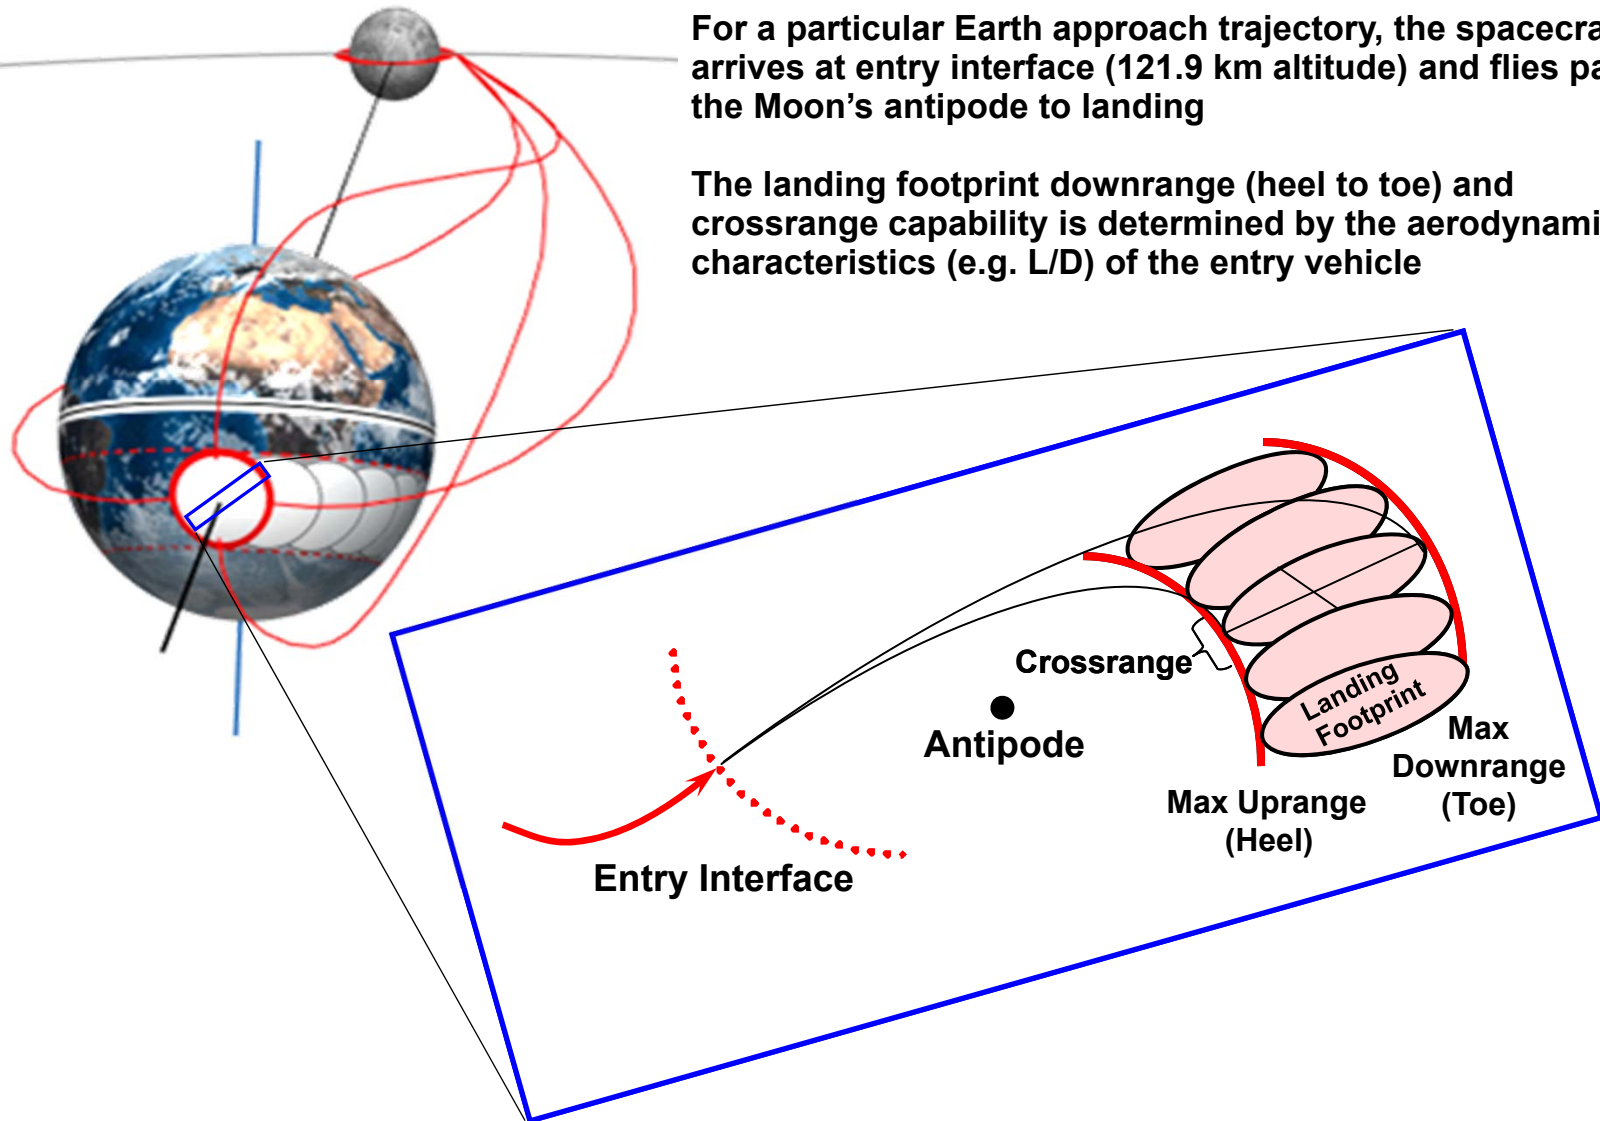 For a particular Earth approach trajectory, the spacecra
arrives at entry interface (121.9 km altitude) and flies pa
the Moon’s antipode to landing
The landing footprint downrange (heel to toe) and
crossrange capability is determined by the aerodynami
characteristics (e.g. L/D) of the entry vehicle
Crossrange
Antipode
Landing
Footprint
Max
Downrange
(Toe)
Max Uprange
(Heel)
Entry Interface